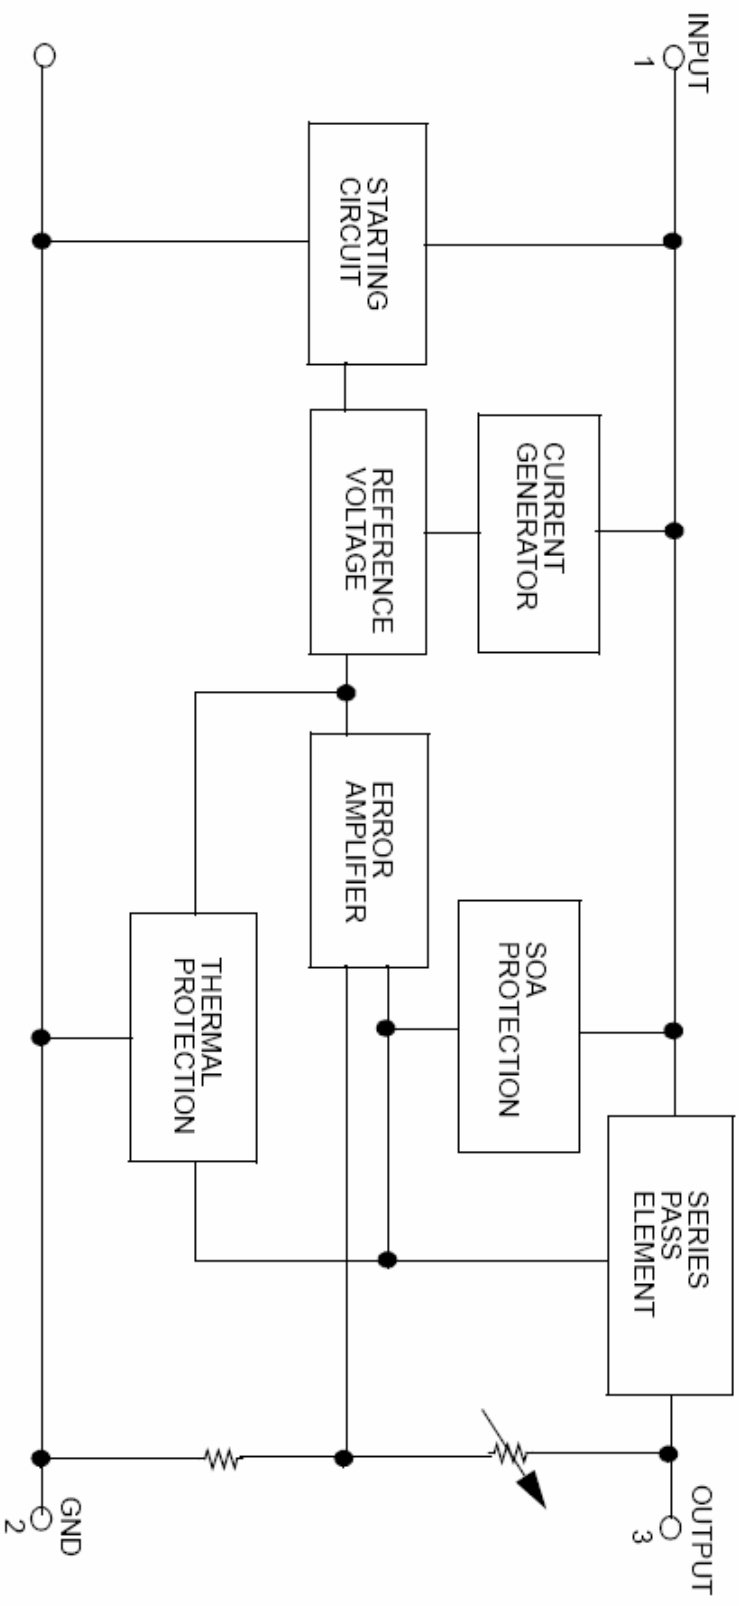 INPUT
1
SERIES
PASS
ELEMENT
OUTPUT
3
CURRENT
GENERATOR
SOA
PROTECTION
STARTING
CIRCUIT
REFERENCE
VOLTAGE
ERROR
AMPLIFIER
THERMAL
PROTECTION
GND
2